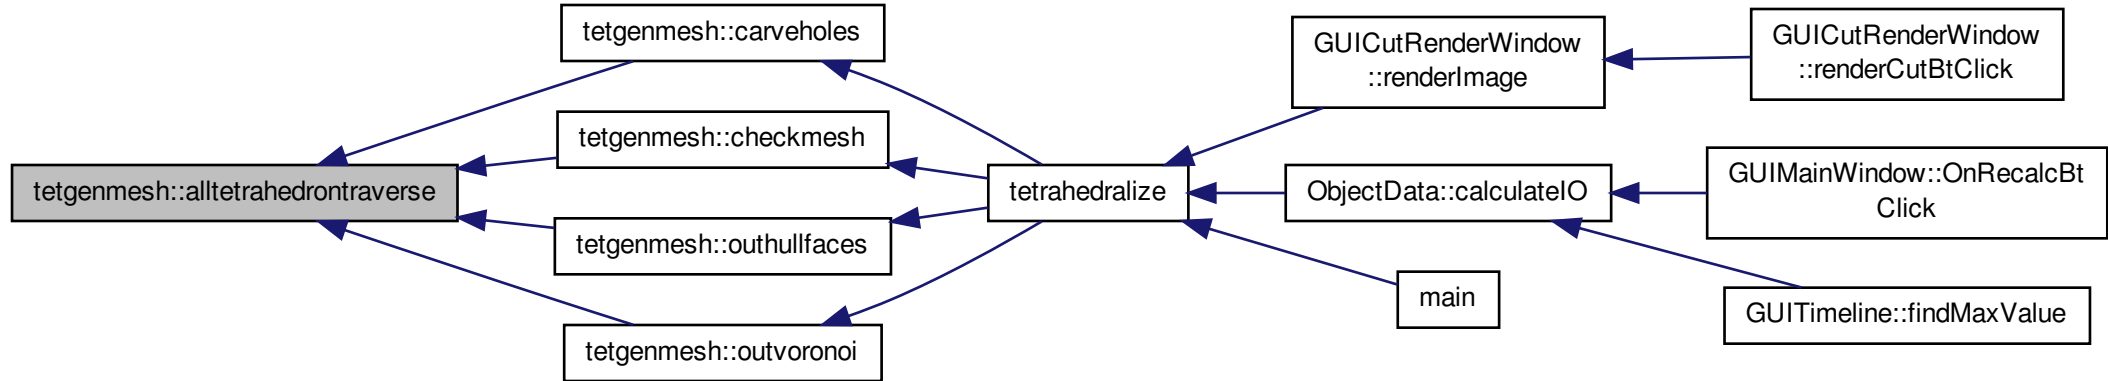 tetgenmesh::alltetrahedrontraverse
tetgenmesh::carveholes
tetgenmesh::checkmesh
tetgenmesh::outhullfaces
tetgenmesh::outvoronoi
tetrahedralize
GUICutRenderWindow
::renderImage
ObjectData::calculateIO
main
GUICutRenderWindow
::renderCutBtClick
GUIMainWindow::OnRecalcBt
Click
GUITimeline::findMaxValue